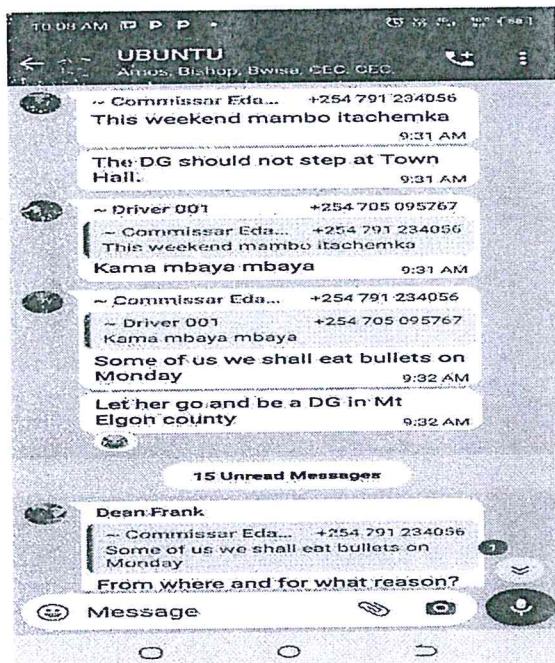 10:08 AM
UBUNTU
Amos, Bishop, Bwisa, CEC, CEC
~ Commissar Eda... +254 791 234056
This weekend mambo itachemka
9:31 AM
The DG should not step at Town
Hall.
9:31 AM
~ Driver 001 +254 705 095767
~ Commissar Eda... +254 791 234056
This weekend mambo itachemka
Kama mbaya mbaya 9:31 AM
~ Commissar Eda... +254 791 234056
~ Driver 001 +254 705 095767
Kama mbaya mbaya
Some of us we shall eat bullets on
Monday 9:32 AM
Let her go and be a DG in Mt
Elgon county 9:32 AM
15 Unread Messages
Dean Frank
~ Commissar Eda... +254 791 234056
Some of us we shall eat bullets on
Monday
From where and for what reason?
Message